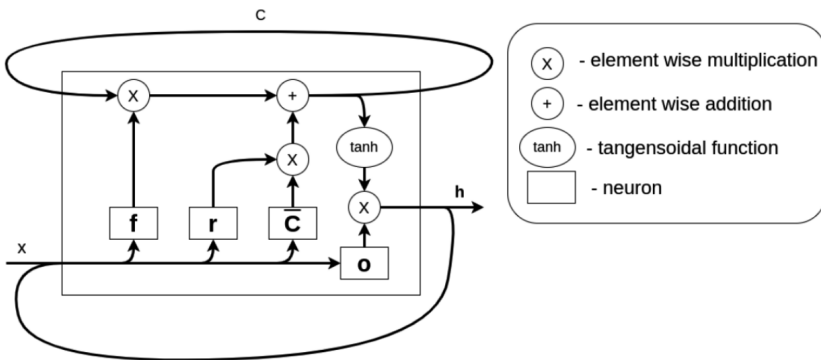 C
X - element wise multiplication
X
+
+ - element wise addition
X
tanh
tanh - tangensoidal function
h
X
- neuron
f
r
C̅
x
o